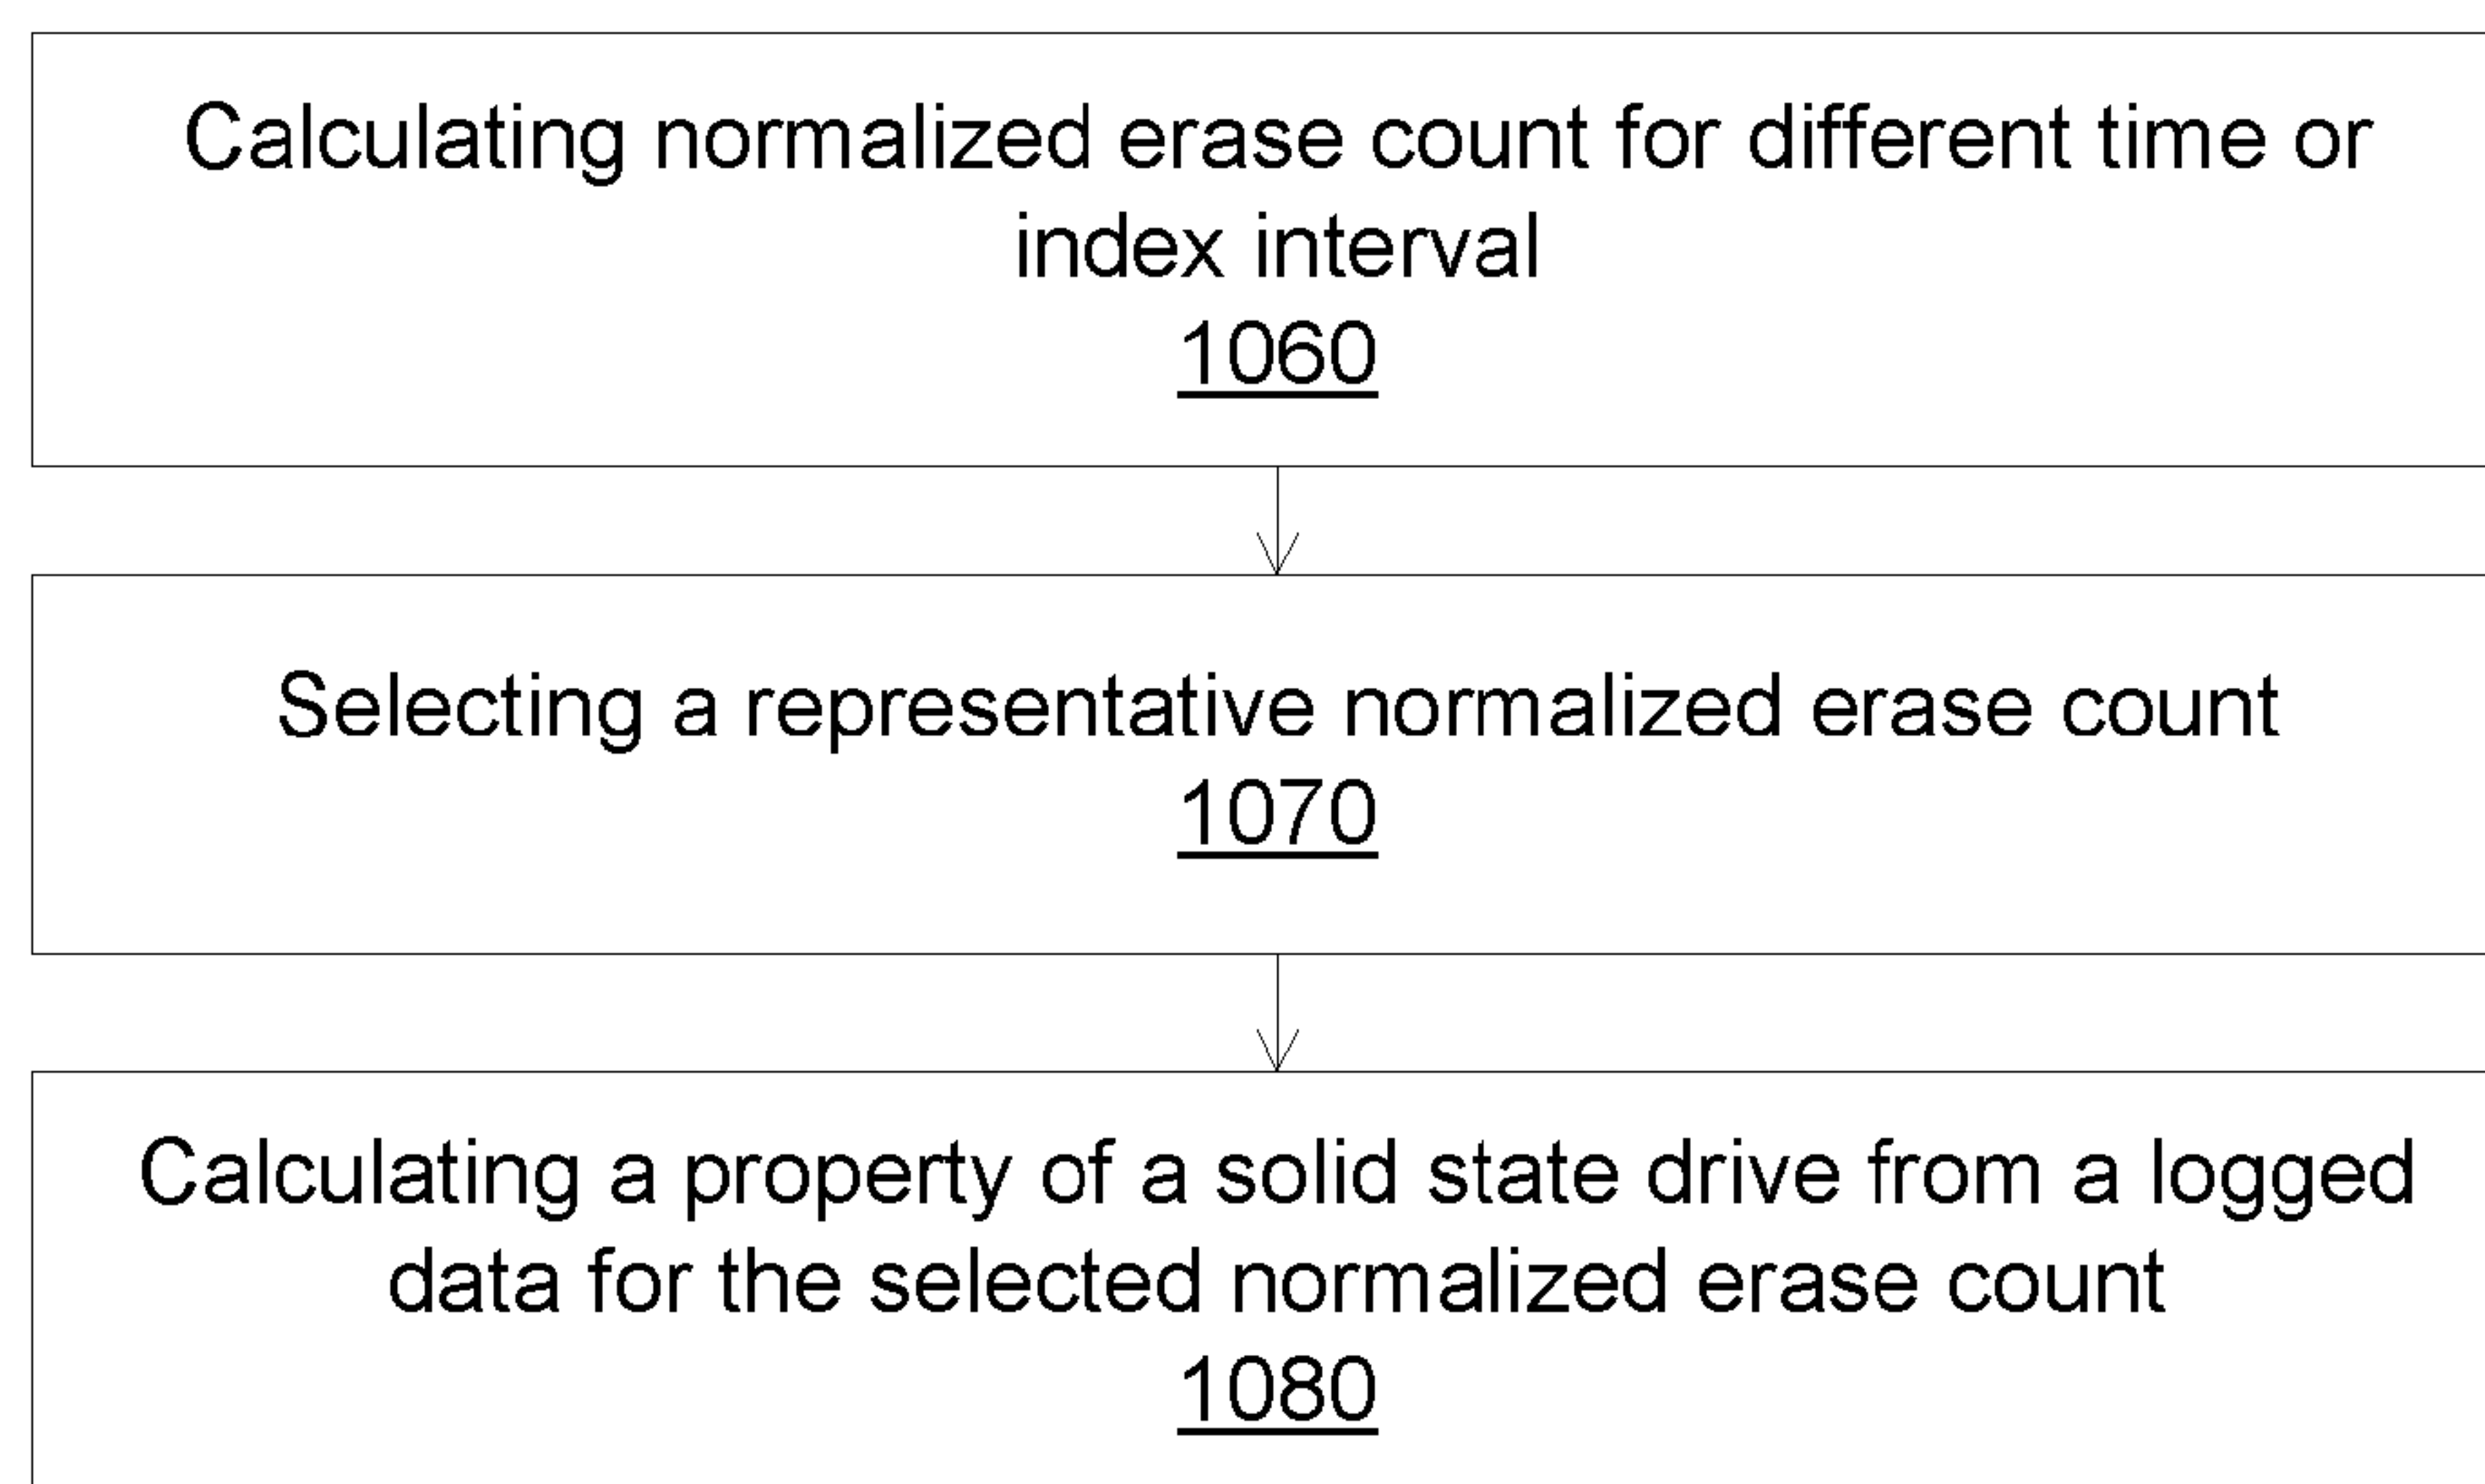 Calculating normalized erase count for different time or
index interval
1060
Selecting a representative normalized erase count
1070
Calculating a property of a solid state drive from a logged
data for the selected normalized erase count
1080